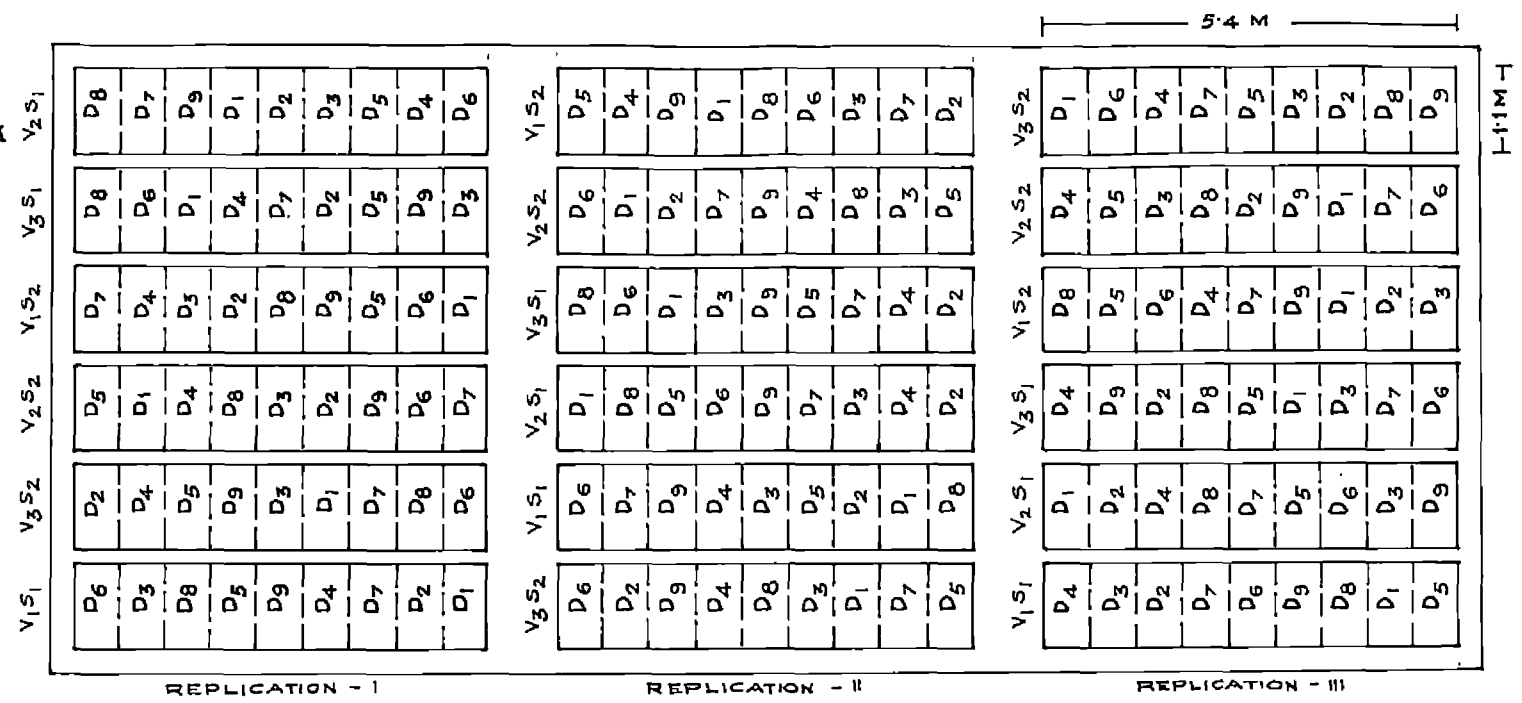 5.4 M
V2S1 D8 D7 D9 D1 D2 D3 D5 D4 D6
V1S2 D5 D4 D9 D1 D8 D6 D3 D7 D2
V3S2 D1 D6 D4 D7 D5 D3 D2 D8 D9
1.1M
V3S1 D8 D6 D1 D4 D7 D2 D5 D9 D3
V2S2 D6 D1 D2 D7 D9 D4 D8 D3 D5
V2S2 D4 D5 D3 D8 D2 D9 D1 D7 D6
V1S2 D7 D4 D3 D2 D8 D9 D5 D6 D1
V3S1 D8 D6 D1 D3 D9 D5 D7 D4 D2
V1S2 D8 D5 D6 D4 D7 D9 D1 D2 D3
V2S2 D5 D1 D4 D8 D3 D2 D9 D6 D7
V2S1 D1 D8 D5 D6 D9 D7 D3 D4 D2
V3S1 D4 D9 D2 D8 D5 D1 D3 D7 D6
V3S2 D2 D4 D5 D9 D3 D1 D7 D8 D6
V1S1 D6 D7 D9 D4 D3 D5 D2 D1 D8
V2S1 D1 D2 D4 D8 D7 D5 D6 D3 D9
V1S1 D6 D3 D8 D5 D9 D4 D7 D2 D1
V3S2 D6 D2 D9 D4 D8 D3 D1 D7 D5
V1S1 D4 D3 D2 D7 D6 D9 D8 D1 D5
REPLICATION - I
REPLICATION - II
REPLICATION - III